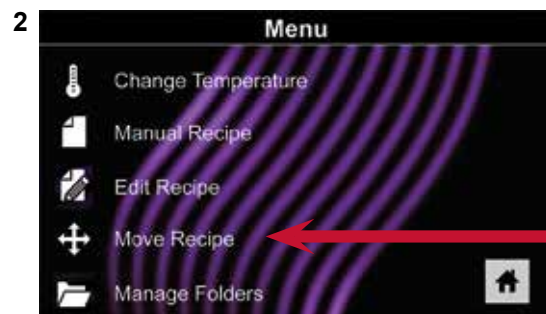 2
Menu
Change Temperature
Manual Recipe
Edit Recipe
Move Recipe
Manage Folders